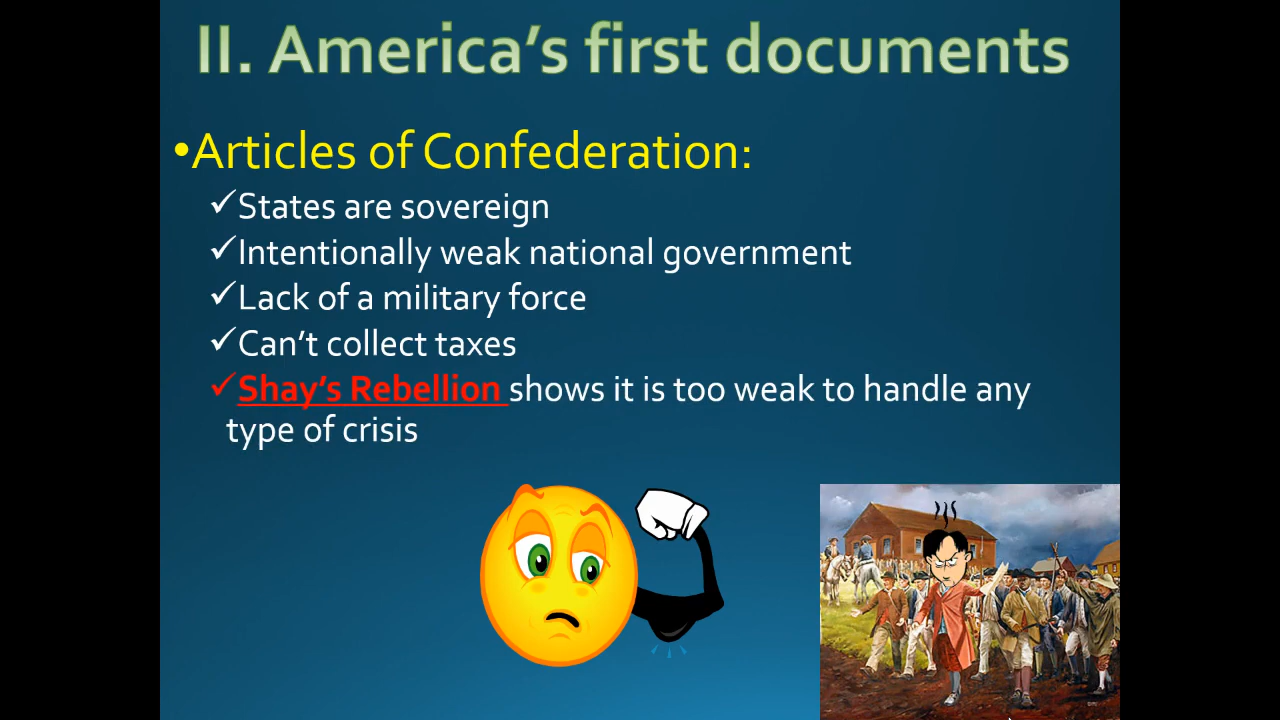 II. America's first documents
•Articles of Confederation:
✓States are sovereign
✓Intentionally weak national government
✓Lack of a military force
✓Can't collect taxes
✓Shay's Rebellion shows it is too weak to handle any
type of crisis